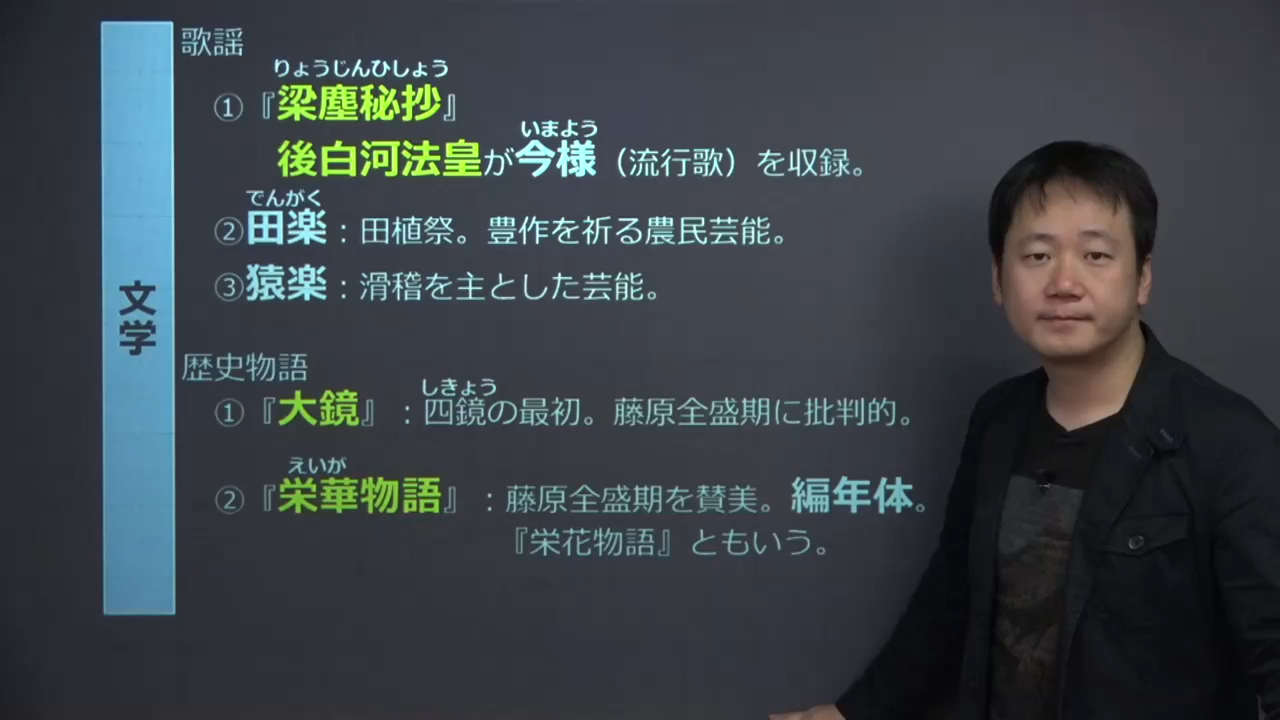 文学
歌謡
りょうじんひしょう
①『梁塵秘抄』
いまよう
後白河法皇が今様（流行歌）を収録。
でんがく
②田楽：田植祭。豊作を祈る農民芸能。
③猿楽：滑稽を主とした芸能。
歴史物語
しきょう
①『大鏡』：四鏡の最初。藤原全盛期に批判的。
えいが
②『栄華物語』：藤原全盛期を賛美。編年体。
『栄花物語』ともいう。